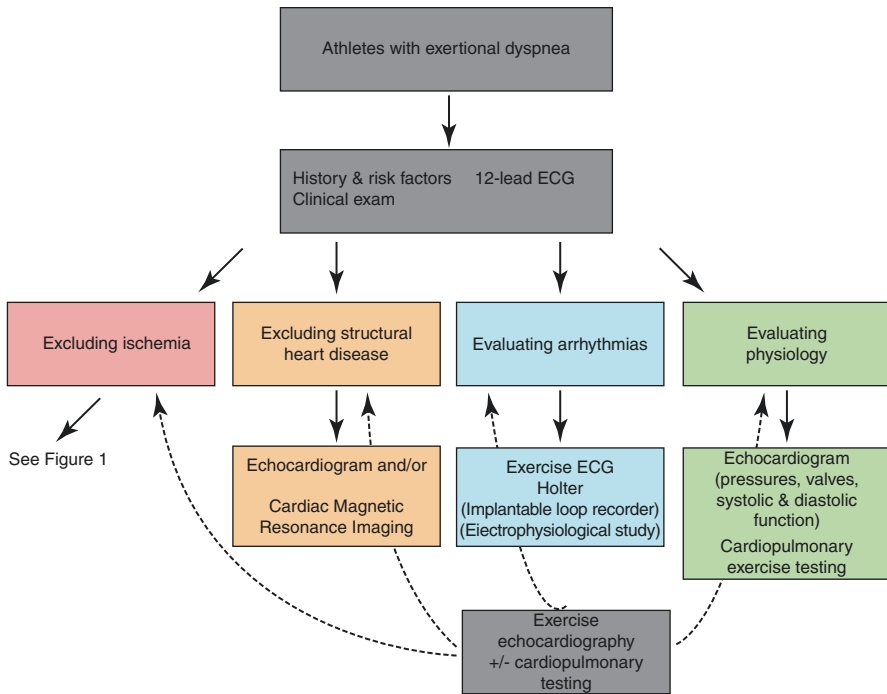 Athletes with exertional dyspnea
History & risk factors 12-lead ECG
Clinical exam
Excluding ischemia
Excluding structural
heart disease
Evaluating arrhythmias
Evaluating
physiology
See Figure 1
Echocardiogram and/or
Cardiac Magnetic
Resonance Imaging
Exercise ECG
Holter
(Implantable loop recorder)
(Eiectrophysiological study)
Echocardiogram
(pressures, valves,
systolic & diastolic
function)
Cardiopulmonary
exercise testing
Exercise
echocardiography
+/- cardiopulmonary
testing